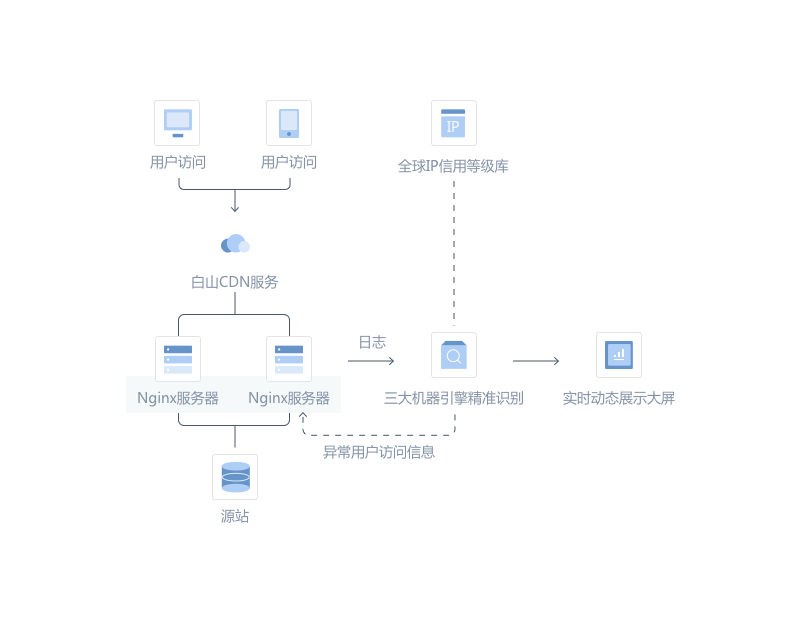 IP
用户访问
用户访问
全球IP信用等级库
白山CDN服务
日志
Nginx服务器
Nginx服务器
三大机器引擎精准识别
实时动态展示大屏
异常用户访问信息
源站